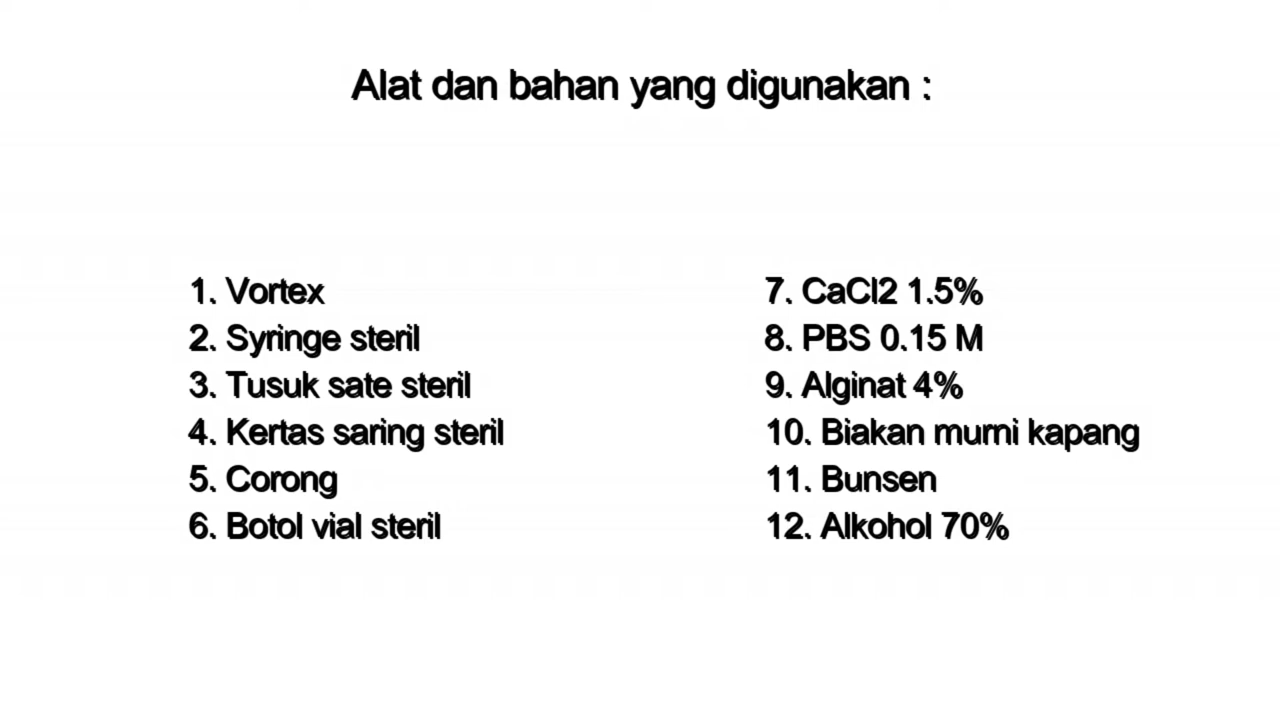 Alat dan bahan yang digunakan :
1. Vortex
2. Syringe steril
3. Tusuk sate steril
4. Kertas saring steril
5. Corong
6. Botol vial steril
7. CaCl2 1.5%
8. PBS 0.15 M
9. Alginat 4%
10. Biakan murni kapang
11. Bunsen
12. Alkohol 70%